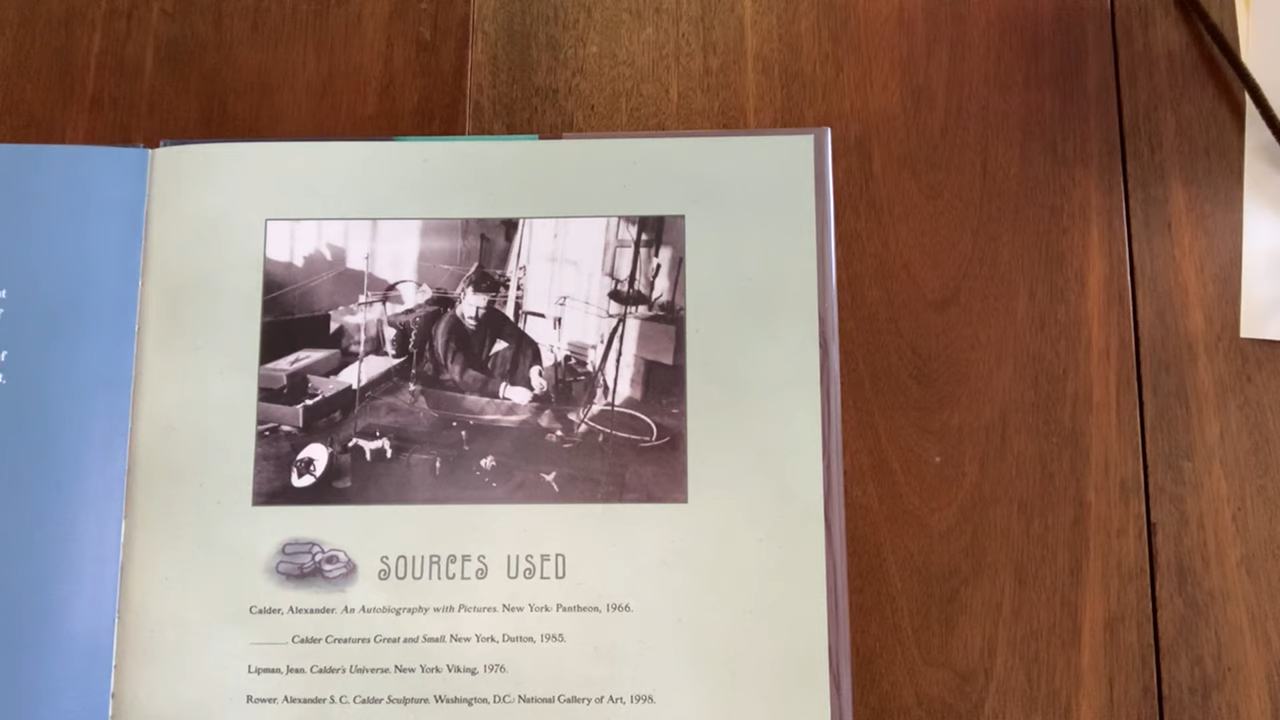 SOURCES USED
Calder, Alexander. An Autobiography with Pictures. New York: Pantheon, 1966.
______. Calder Creatures Great and Small. New York, Dutton, 1985.
Lipman, Jean. Calder's Universe. New York: Viking, 1976.
Rower, Alexander S. C. Calder Sculpture. Washington, D.C.: National Gallery of Art, 1998.